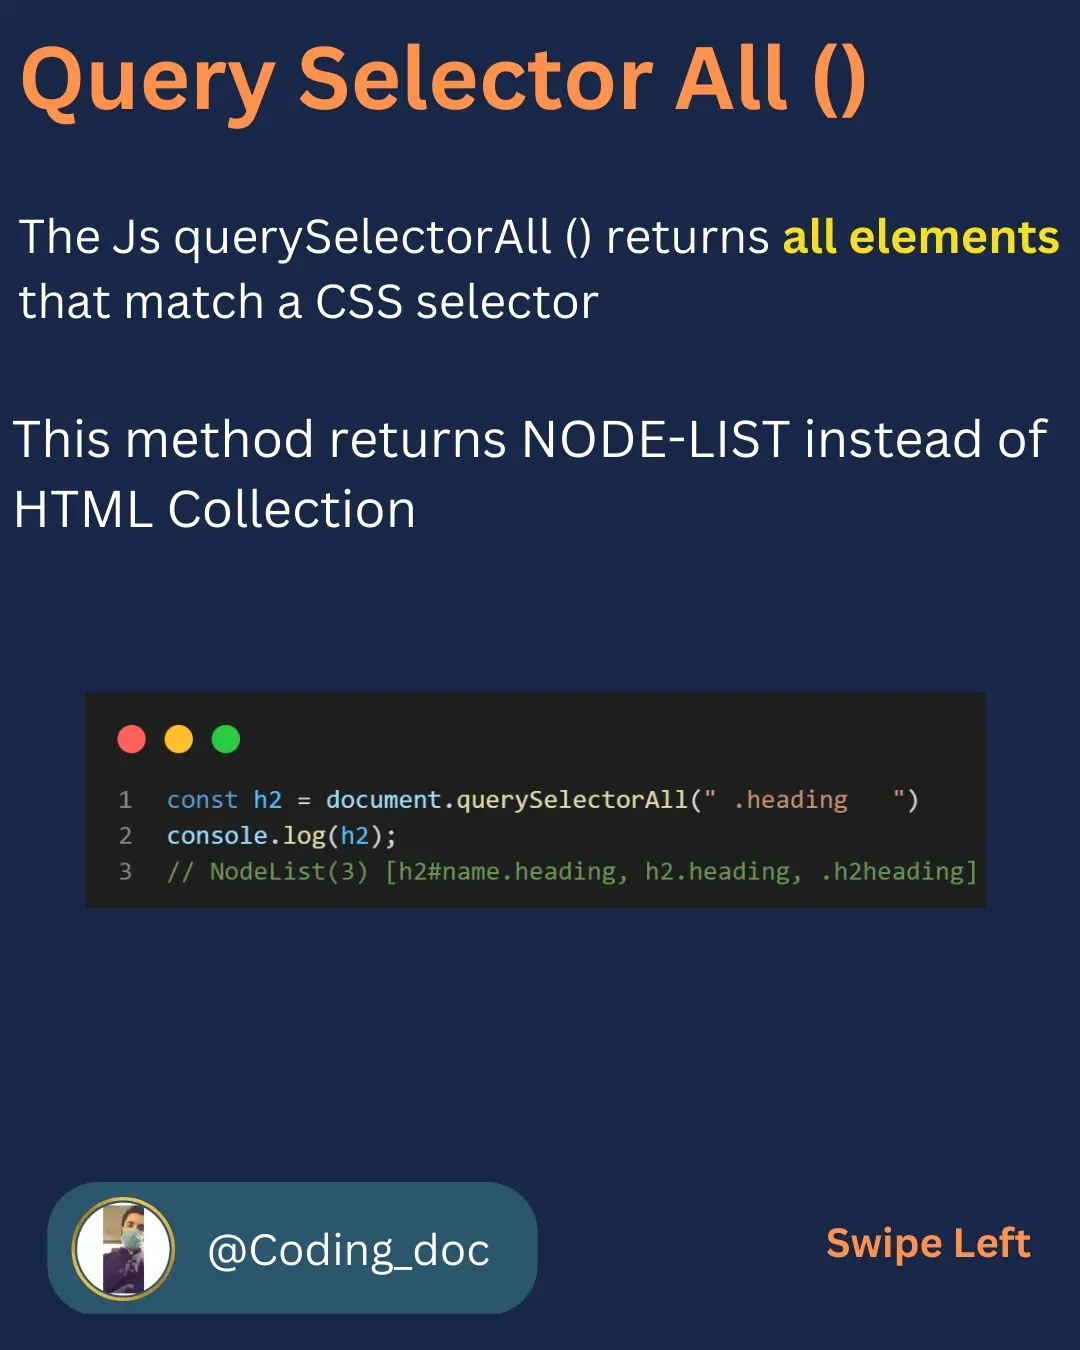 Query Selector All ()
The Js querySelectorAll () returns all elements
that match a CSS selector
This method returns NODE-LIST instead of
HTML Collection
1 const h2 = document.querySelectorAll(" .heading   ")
2 console.log(h2);
3 // NodeList(3) [h2#name.heading, h2.heading, .h2heading]
@Coding_doc
Swipe Left